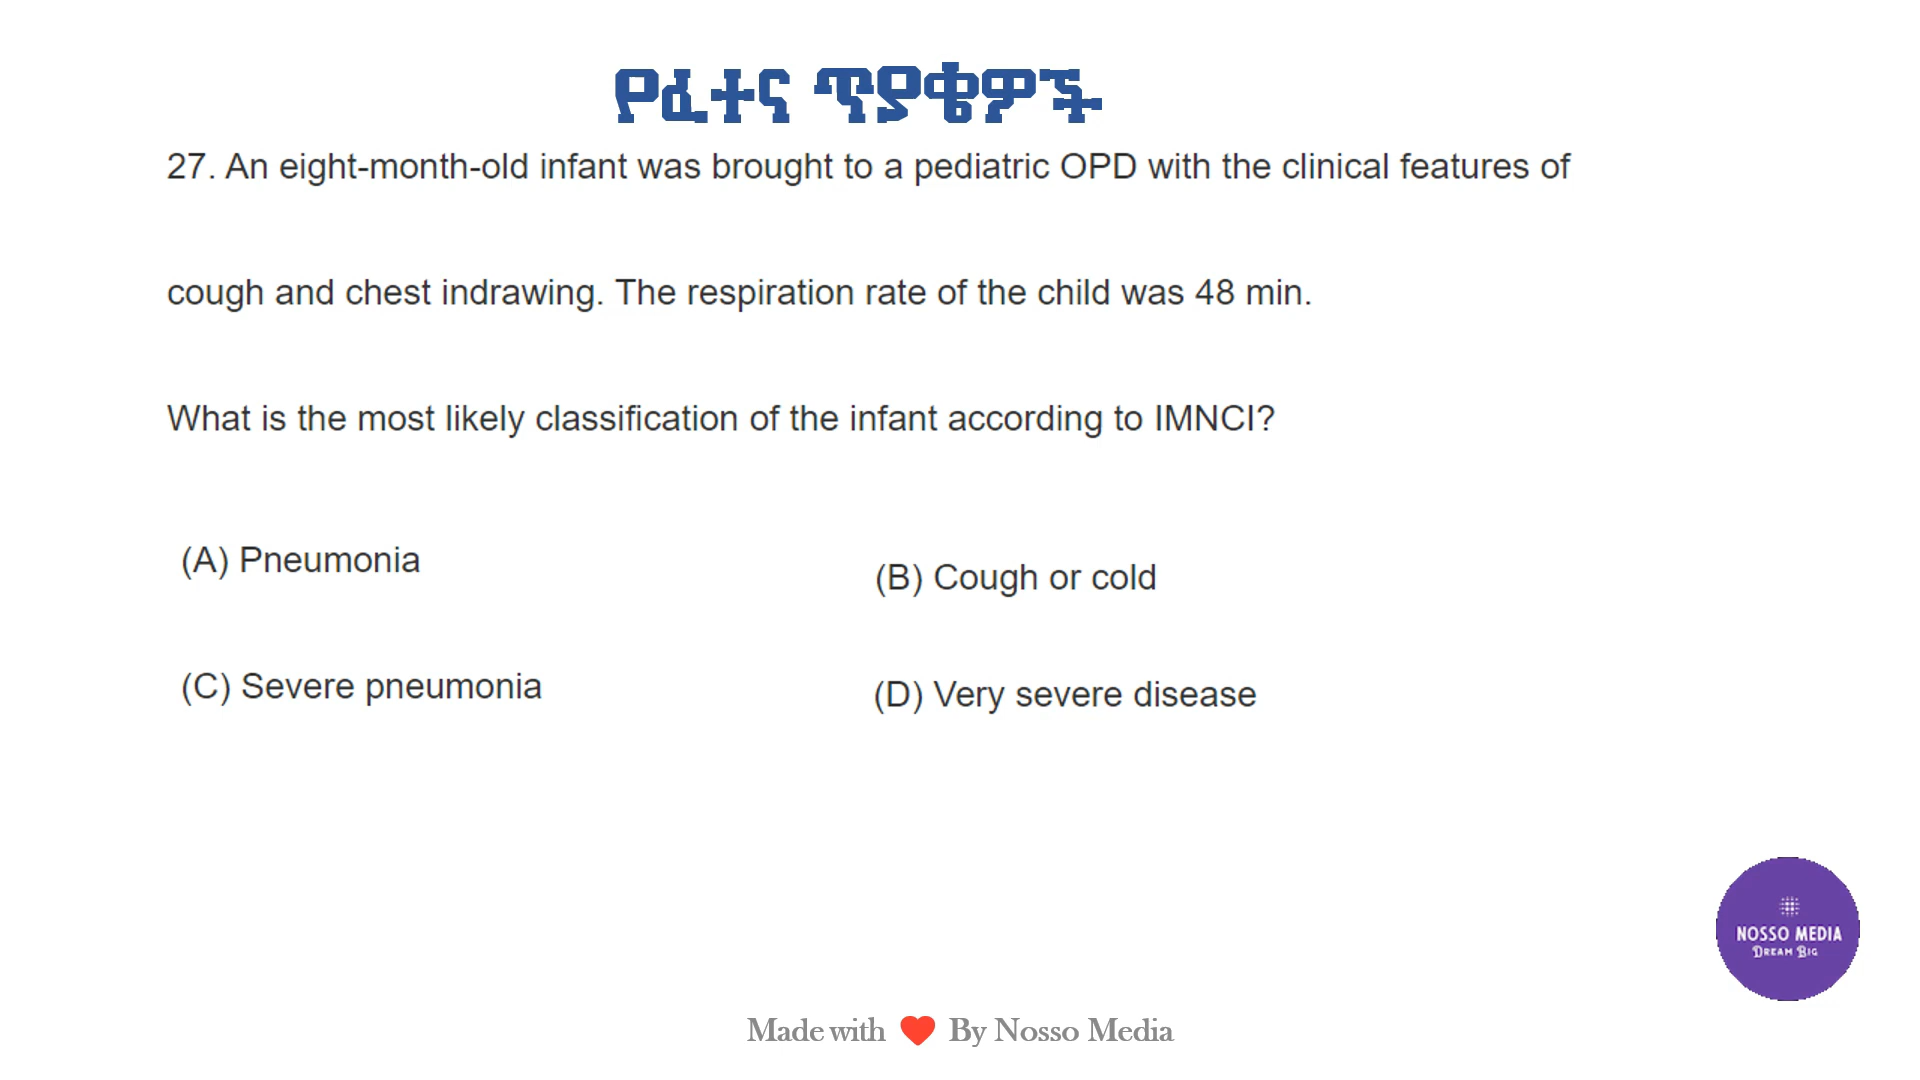 የፈተና ጥያቄዎች
27. An eight-month-old infant was brought to a pediatric OPD with the clinical features of
cough and chest indrawing. The respiration rate of the child was 48 min.
What is the most likely classification of the infant according to IMNCI?
(A) Pneumonia
(B) Cough or cold
(C) Severe pneumonia
(D) Very severe disease
NOSSO MEDIA
DREAM BIG
Made with ❤ By Nosso Media